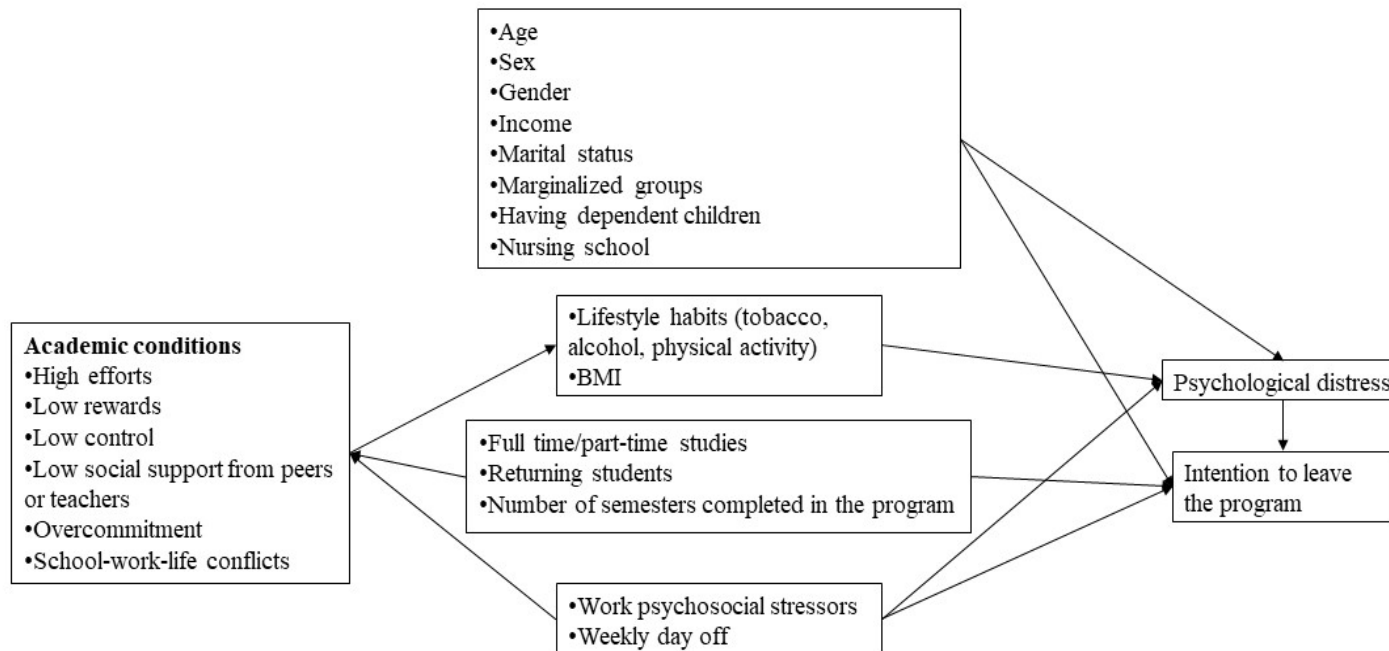 •Age
•Sex
•Gender
•Income
•Marital status
•Marginalized groups
•Having dependent children
•Nursing school
Academic conditions
•High efforts
•Low rewards
•Low control
•Low social support from peers
or teachers
•Overcommitment
•School-work-life conflicts
•Lifestyle habits (tobacco,
alcohol, physical activity)
•BMI
•Full time/part-time studies
•Returning students
•Number of semesters completed in the program
•Work psychosocial stressors
•Weekly day off
Psychological distress
Intention to leave
the program